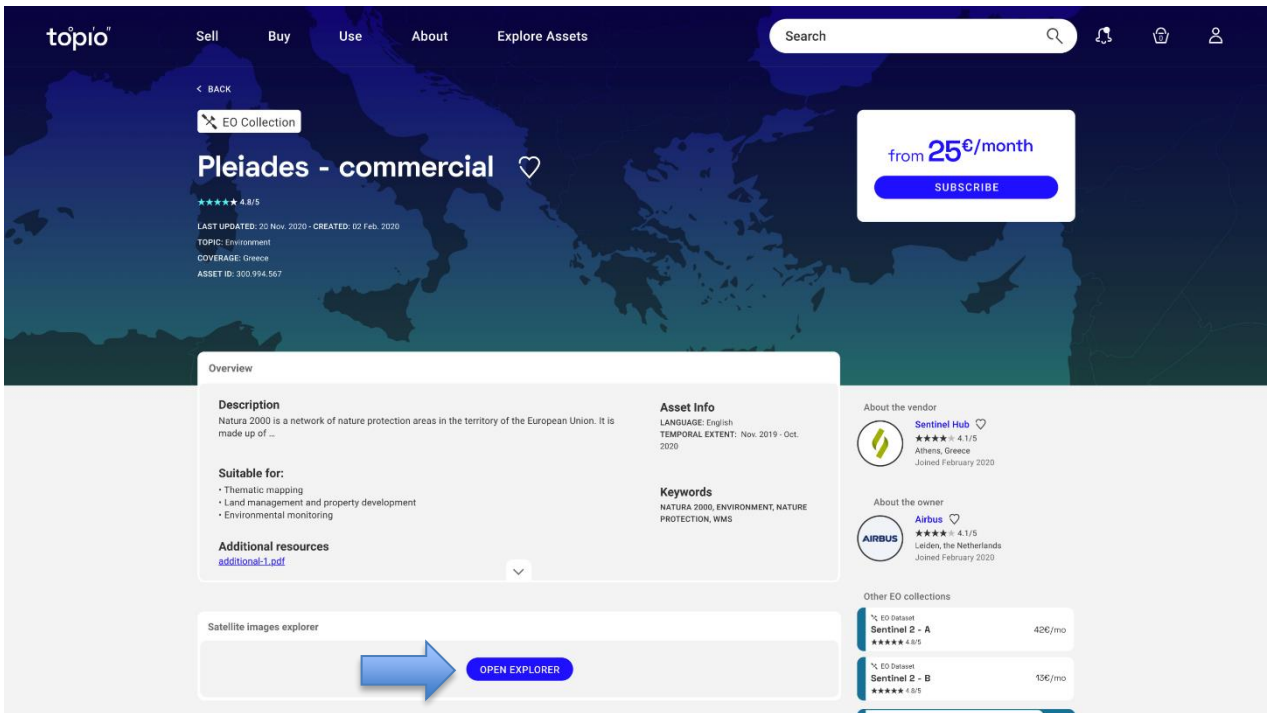 topio
Sell Buy Use About Explore Assets Search 0
< BACK
EO Collection
Pleiades - commercial
★★★★★ 4.8/5
LAST UPDATED: 20 Nov. 2020 - CREATED: 02 Feb. 2020
TOPIC: Environment
COVERAGE: Greece
ASSET ID: 300.994.567
from 25€/month
SUBSCRIBE
Overview
Description
Natura 2000 is a network of nature protection areas in the territory of the European Union. It is
made up of ...
Suitable for:
• Thematic mapping
• Land management and property development
• Environmental monitoring
Additional resources
additional-1.pdf
Asset Info
LANGUAGE: English
TEMPORAL EXTENT: Nov. 2019 - Oct.
2020
Keywords
NATURA 2000, ENVIRONMENT, NATURE
PROTECTION, WMS
About the vendor
Sentinel Hub
★★★★★ 4.1/5
Athens, Greece
Joined February 2020
About the owner
AIRBUS
Airbus
★★★★★ 4.1/5
Leiden, the Netherlands
Joined February 2020
Other EO collections
EO Dataset
Sentinel 2 - A 42€/mo
★★★★★ 4.8/5
EO Dataset
Sentinel 2 - B 13€/mo
★★★★★ 4.8/5
Satellite images explorer
OPEN EXPLORER